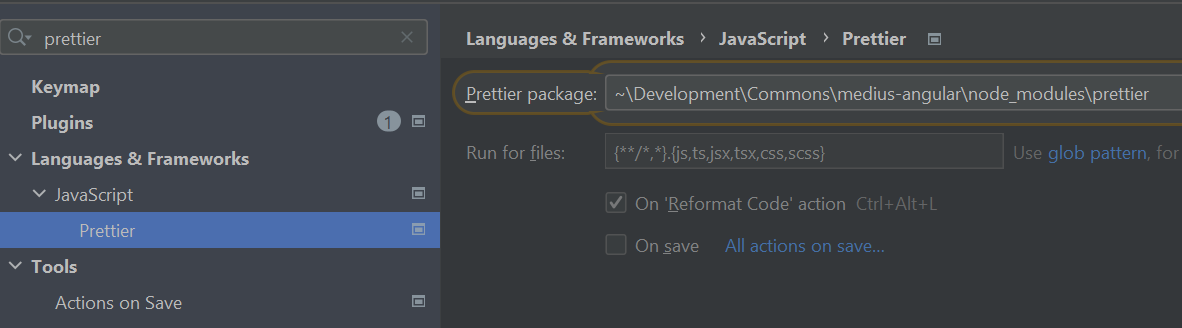 prettier
Keymap
Plugins 1
Languages & Frameworks
JavaScript
Prettier
Tools
Actions on Save
Languages & Frameworks › JavaScript › Prettier
Prettier package: ~\Development\Commons\medius-angular\node_modules\prettier
Run for files: {**/*,*}.{js,ts,jsx,tsx,css,scss} Use glob pattern, for
On 'Reformat Code' action Ctrl+Alt+L
On save All actions on save...